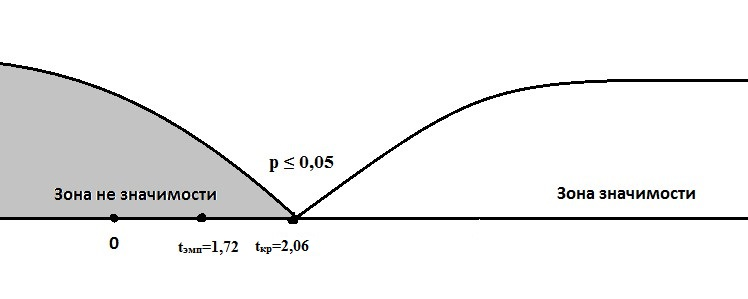 p ≤ 0,05
Зона не значимости
Зона значимости
0
tэмп=1,72
tкр=2,06